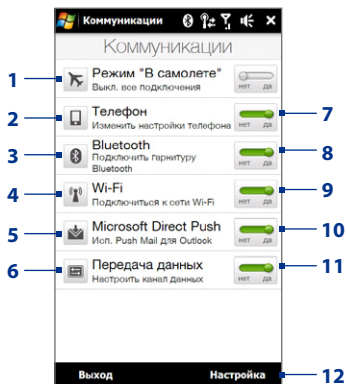 Коммуникации
Коммуникации
1 Режим "В самолете"
Выкл. все подключения
нет да
2 Телефон 7
Изменить настройки телефона
нет да
3 Bluetooth 8
Подключить гарнитуру
Bluetooth
нет да
4 Wi-Fi 9
Подключиться к сети Wi-Fi
нет да
5 Microsoft Direct Push 10
Исп. Push Mail для Outlook
нет да
6 Передача данных 11
Настроить канал данных
нет да
Выход Настройка 12